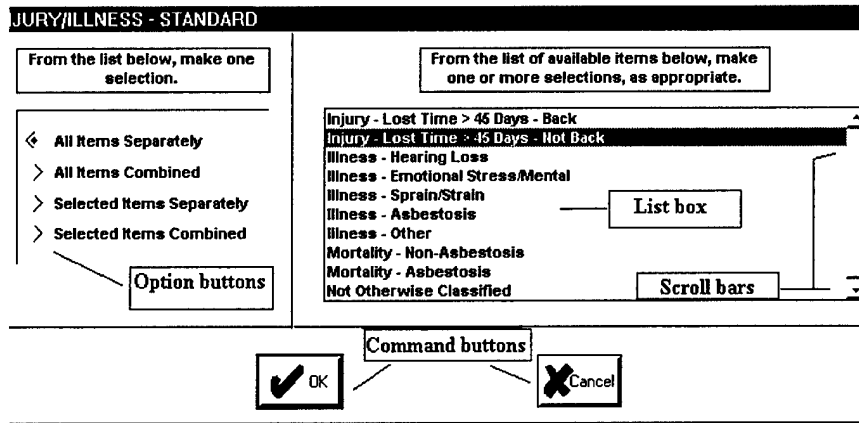 JURY/ILLNESS - STANDARD
From the list below, make one
selection.
All Items Separately
All Items Combined
Selected Items Separately
Selected Items Combined
Option buttons
From the list of available items below, make
one or more selections, as appropriate.
Injury - Lost Time > 45 Days - Back
Injury - Lost Time > 45 Days - Not Back
Illness - Hearing Loss
Illness - Emotional Stress/Mental
Illness - Sprain/Strain
Illness - Asbestosis
Illness - Other
Mortality - Non-Asbestosis
Mortality - Asbestosis
Not Otherwise Classified
List box
Scroll bars
Command buttons
OK
Cancel